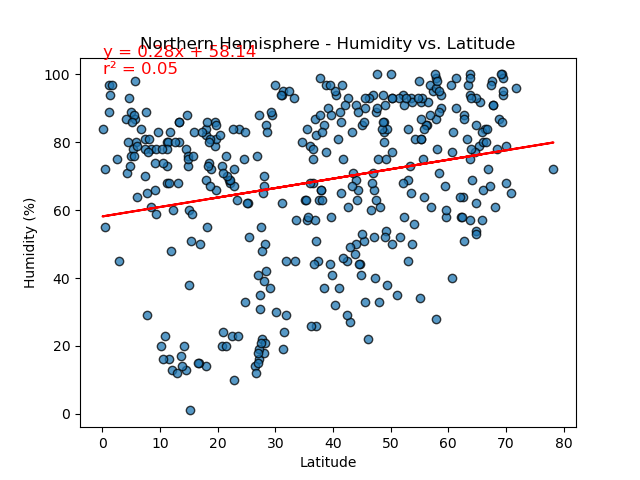 Northern Hemisphere - Humidity vs. Latitude
y = 0.28x + 58.14
r² = 0.05
100
80
60
40
20
0
Humidity (%)
0 10 20 30 40 50 60 70 80
Latitude